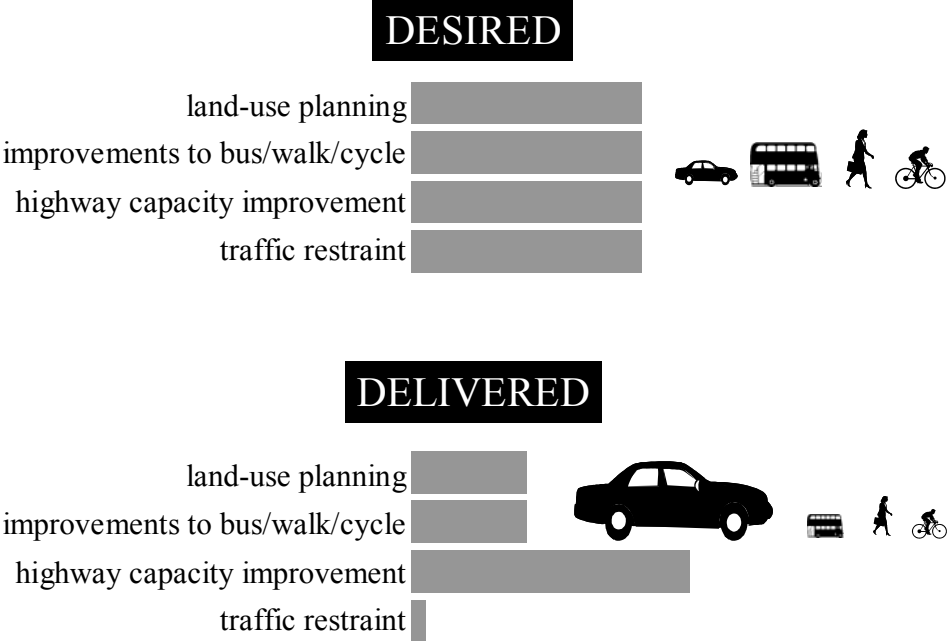 DESIRED
land-use planning
improvements to bus/walk/cycle
highway capacity improvement
traffic restraint
DELIVERED
land-use planning
improvements to bus/walk/cycle
highway capacity improvement
traffic restraint